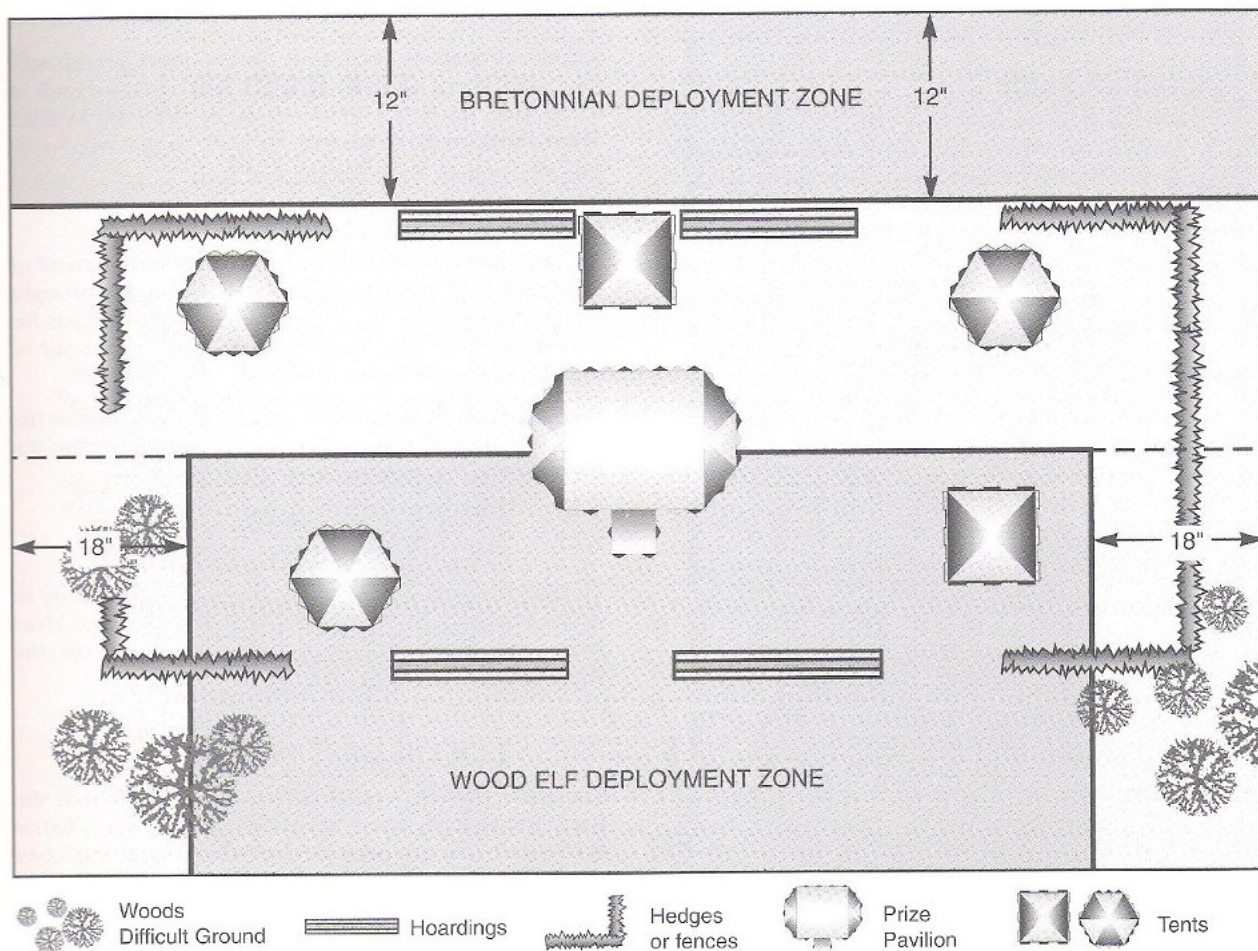 12" BRETONNIAN DEPLOYMENT ZONE 12"
18" 18"
WOOD ELF DEPLOYMENT ZONE
Woods
Difficult Ground
Hoardings
Hedges
or fences
Prize
Pavilion
Tents